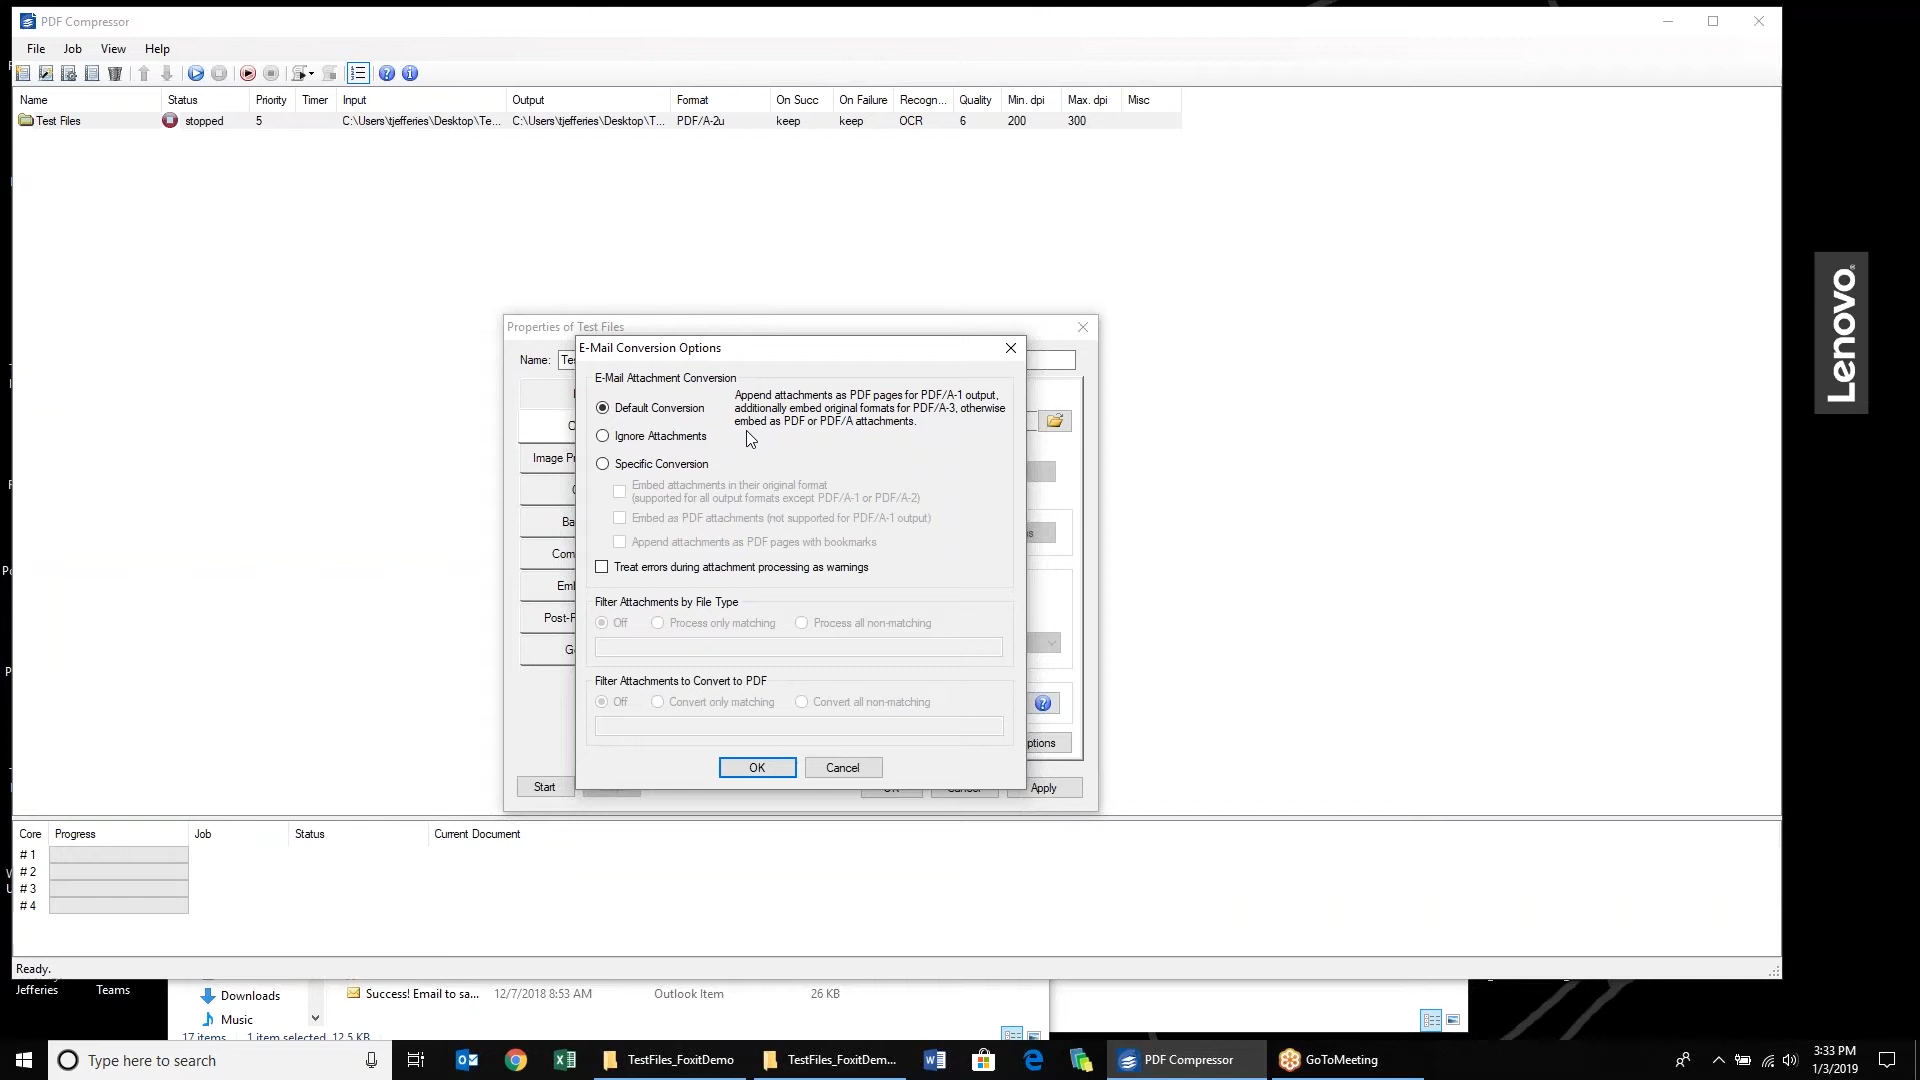 PDF Compressor
File Job View Help
Name Status Priority Timer Input Output Format On Succ On Failure Recogn... Quality Min. dpi Max. dpi Misc
Test Files stopped 5 C:\Users\tjefferies\Desktop\Te... C:\Users\tjefferies\Desktop\T... PDF/A-2u keep keep OCR 6 200 300
Lenovo
Properties of Test Files
Name: Te
E-Mail Conversion Options
E-Mail Attachment Conversion
Default Conversion
Append attachments as PDF pages for PDF/A-1 output,
additionally embed original formats for PDF/A-3, otherwise
embed as PDF or PDF/A attachments.
Ignore Attachments
Image Pr
Specific Conversion
Embed attachments in their original format
(supported for all output formats except PDF/A-1 or PDF/A-2)
Ba
Embed as PDF attachments (not supported for PDF/A-1 output)
Com
Append attachments as PDF pages with bookmarks
Treat errors during attachment processing as warnings
Emb
Filter Attachments by File Type
Post-P
Off Process only matching Process all non-matching
G
Filter Attachments to Convert to PDF
Off Convert only matching Convert all non-matching
ptions
OK Cancel
Start Apply
Core Progress Job Status Current Document
# 1
# 2
# 3
# 4
Ready.
Jefferies Teams
Downloads Success! Email to sa... 12/7/2018 8:53 AM Outlook Item 26 KB
Music
17 items 1 item selected 12.5 KB
Type here to search TestFiles_FoxitDemo TestFiles_FoxitDem... PDF Compressor GoToMeeting
3:33 PM
1/3/2019